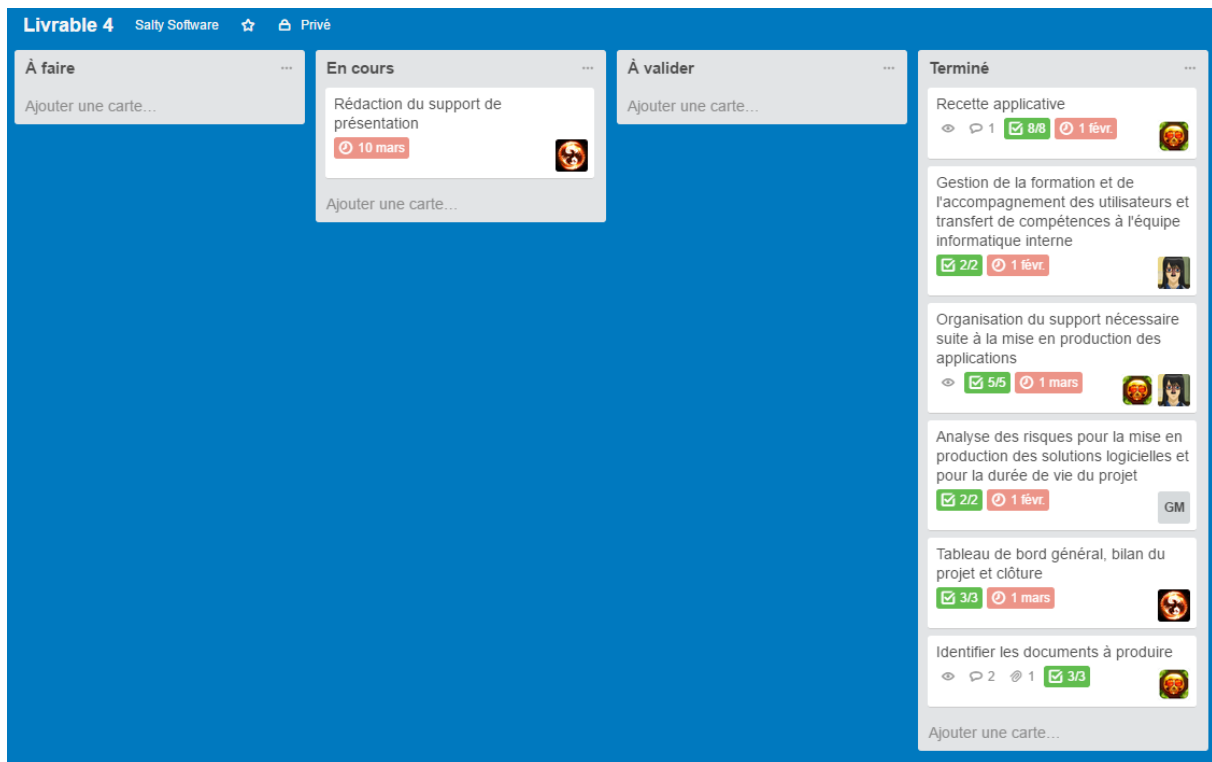 Livrable 4 Salty Software Privé
À faire
Ajouter une carte...
En cours
Rédaction du support de
présentation
10 mars
Ajouter une carte...
À valider
Ajouter une carte...
Terminé
Recette applicative
1 8/8 1 févr.
Gestion de la formation et de
l'accompagnement des utilisateurs et
transfert de compétences à l'équipe
informatique interne
2/2 1 févr.
Organisation du support nécessaire
suite à la mise en production des
applications
5/5 1 mars
Analyse des risques pour la mise en
production des solutions logicielles et
pour la durée de vie du projet
2/2 1 févr.
GM
Tableau de bord général, bilan du
projet et clôture
3/3 1 mars
Identifier les documents à produire
2 1 3/3
Ajouter une carte...